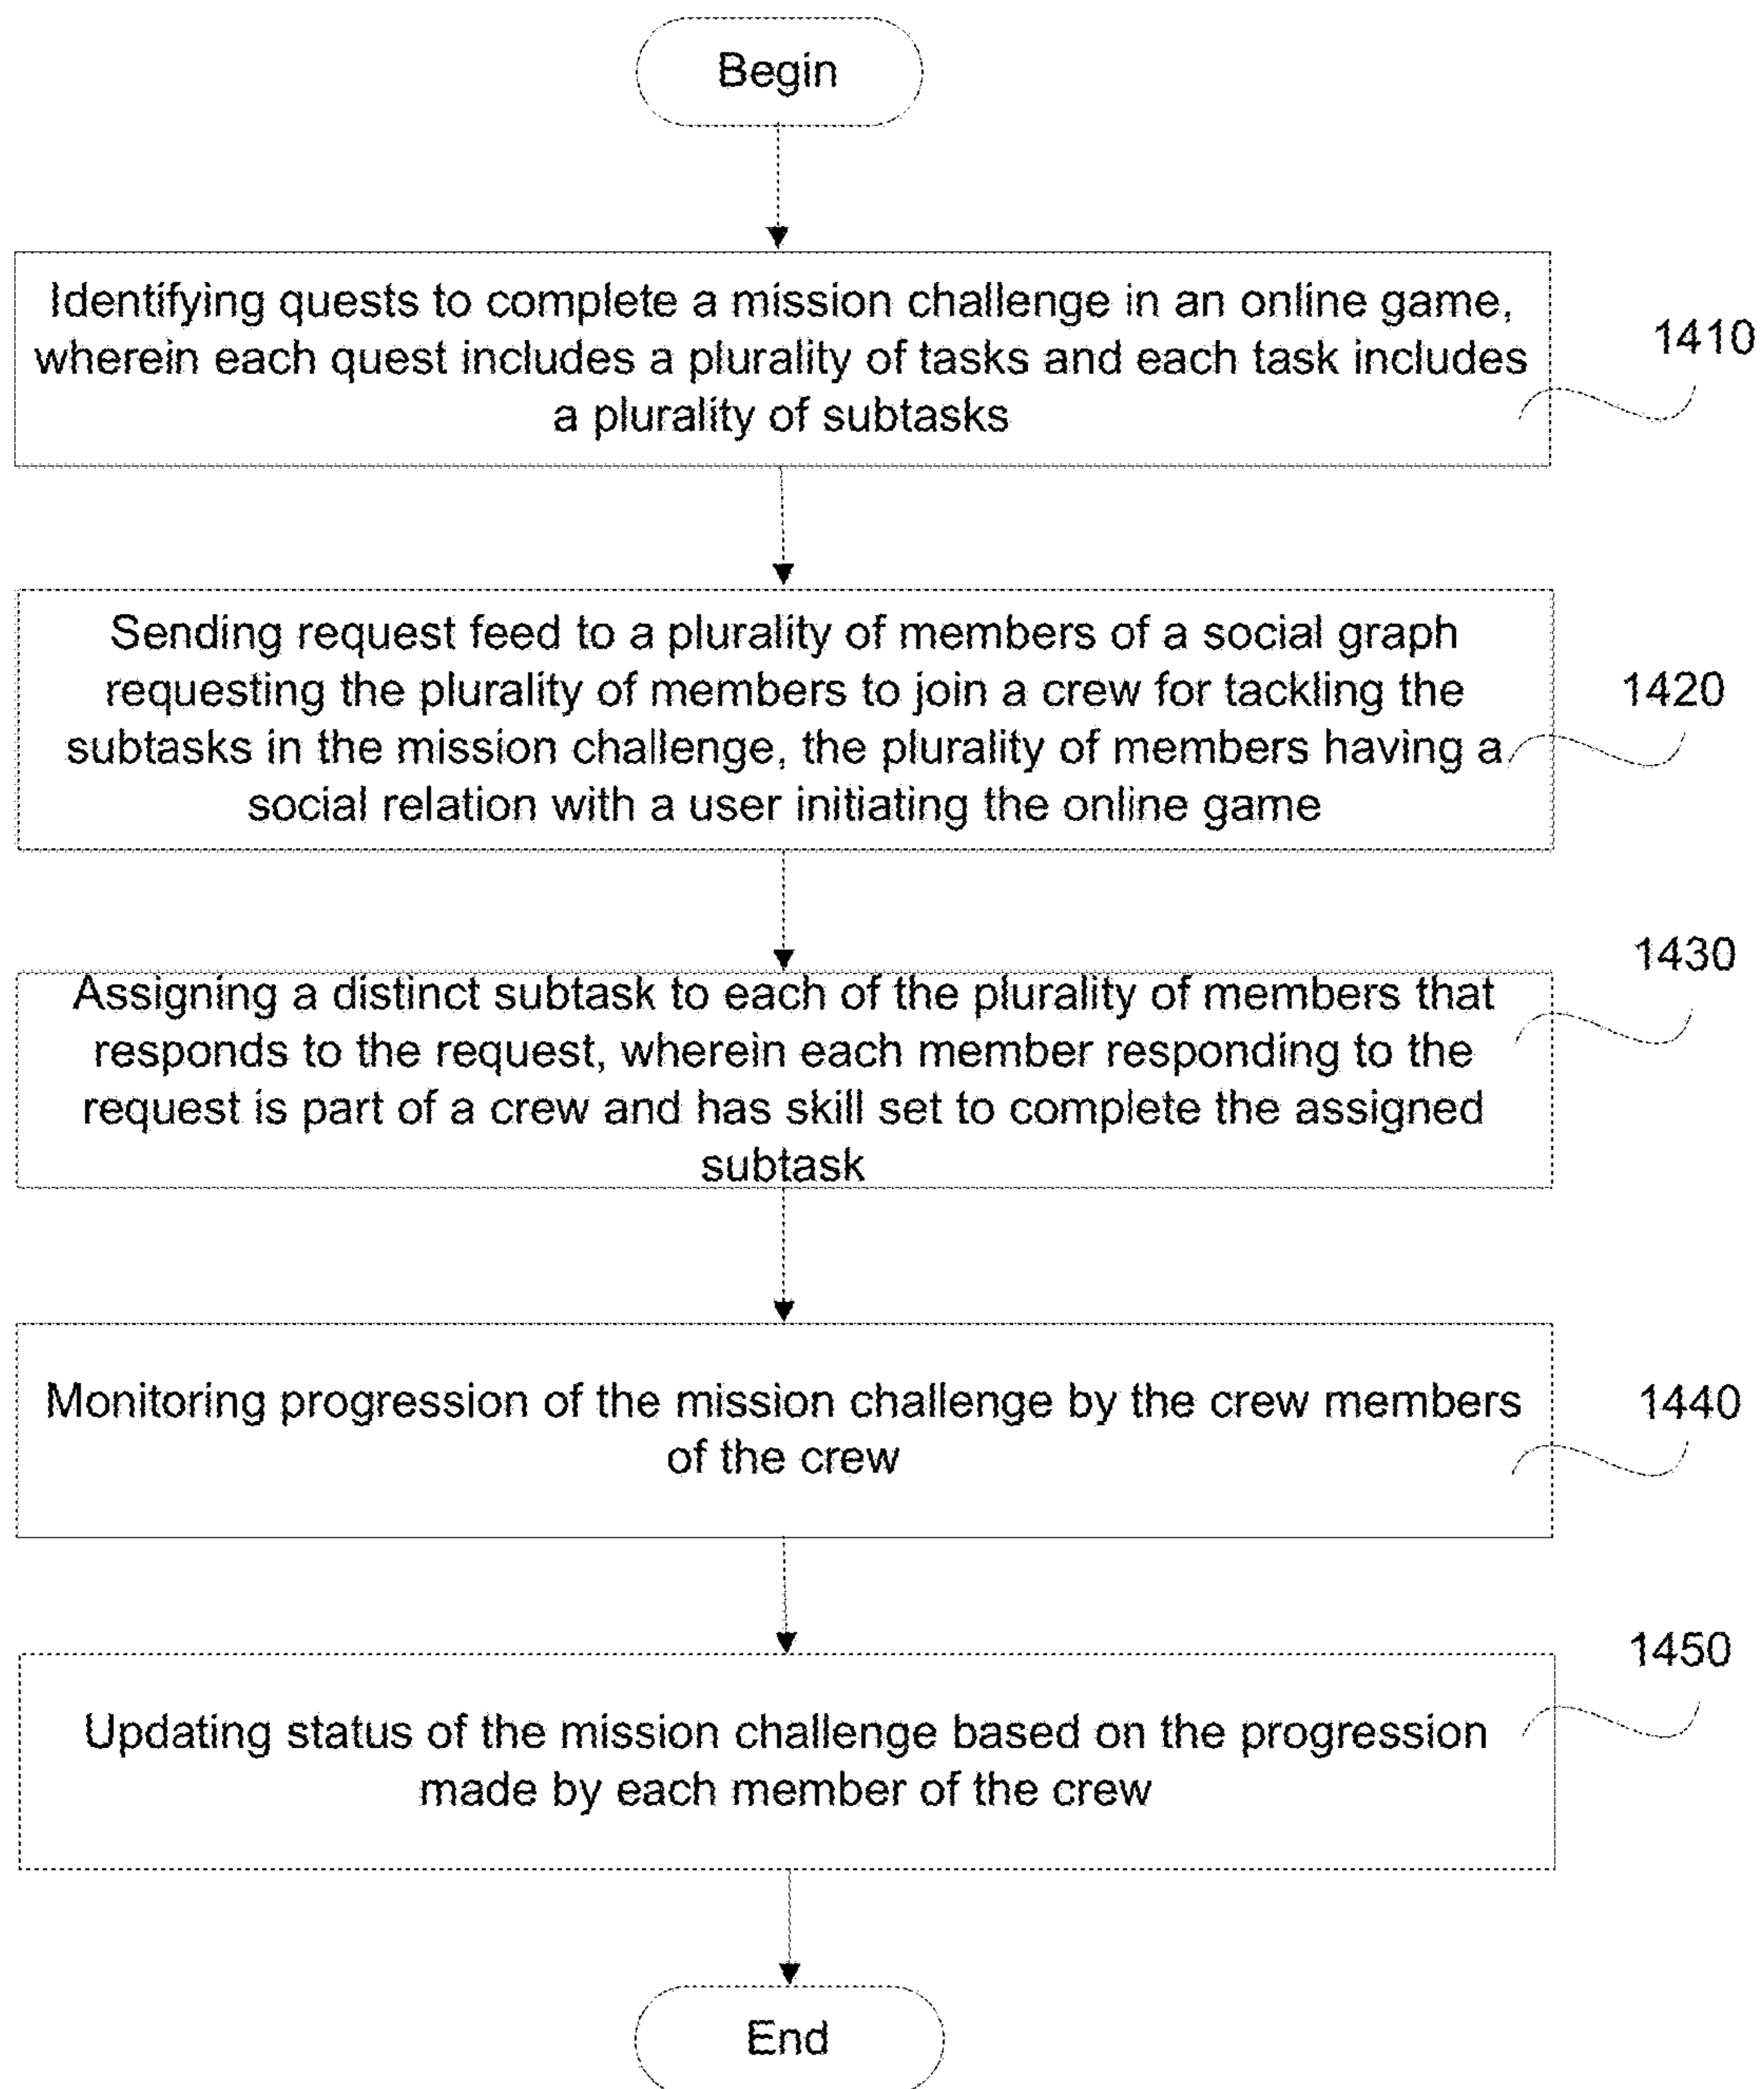 Begin
Identifying quests to complete a mission challenge in an online game,
wherein each quest includes a plurality of tasks and each task includes
a plurality of subtasks
1410
Sending request feed to a plurality of members of a social graph
requesting the plurality of members to join a crew for tackling the
subtasks in the mission challenge, the plurality of members having a
social relation with a user initiating the online game
1420
Assigning a distinct subtask to each of the plurality of members that
responds to the request, wherein each member responding to the
request is part of a crew and has skill set to complete the assigned
subtask
1430
Monitoring progression of the mission challenge by the crew members
of the crew
1440
Updating status of the mission challenge based on the progression
made by each member of the crew
1450
End